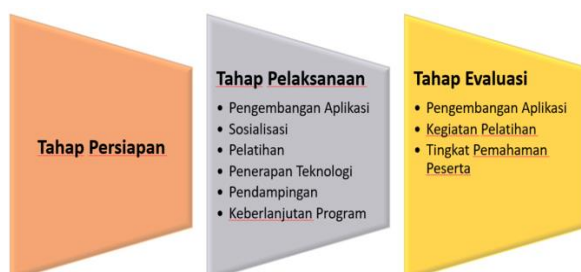 Tahap Persiapan
Tahap Pelaksanaan
• Pengembangan Aplikasi
• Sosialisasi
• Pelatihan
• Penerapan Teknologi
• Pendampingan
• Keberlanjutan Program
Tahap Evaluasi
• Pengembangan Aplikasi
• Kegiatan Pelatihan
• Tingkat Pemahaman
Peserta